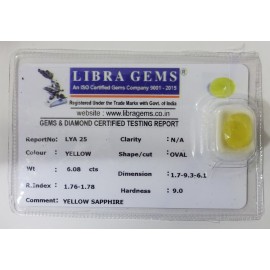 LIBRA GEMS
An ISO Certified Gems Company 9001 - 2015
Registered Under the Trade Mark with Govt. of India
www.libragems.co.in
GEMS & DIAMOND CERTIFIED TESTING REPORT
ReportNo: LYA 25 Clarity : N/A
Colour : YELLOW Shape/cut : OVAL
Wt : 6.08 cts Dimension : 1.7-9.3-6.1
R.Index : 1.76-1.78 Hardness : 9.0
Comment: YELLOW SAPPHIRE